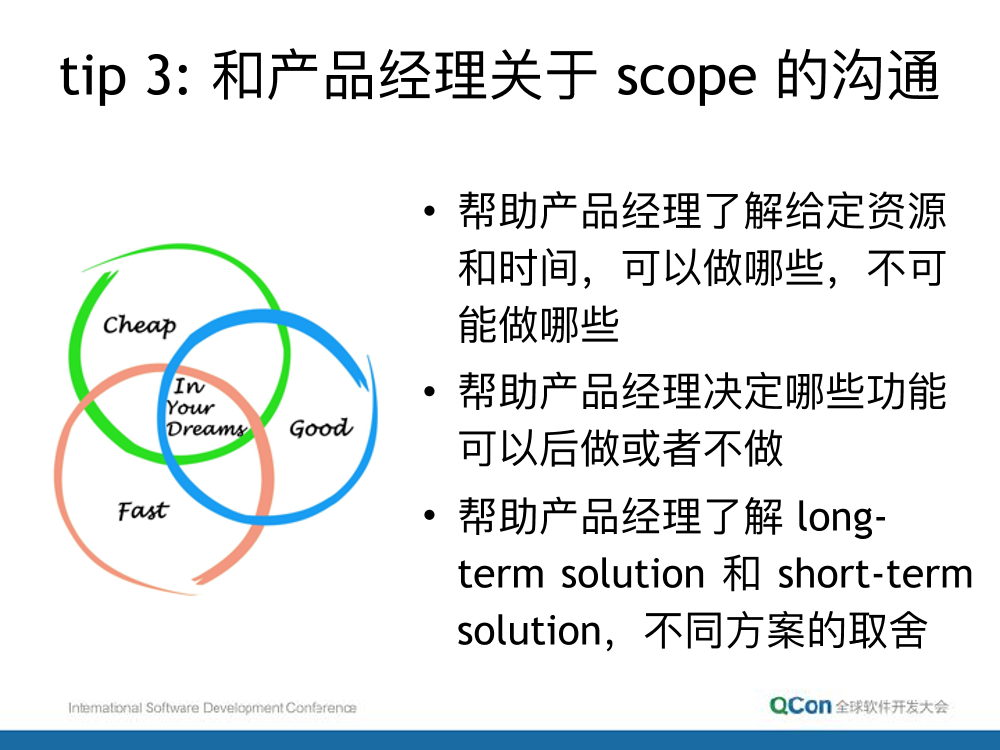 tip 3: 和产品经理关于 scope 的沟通
• 帮助产品经理了解给定资源
和时间，可以做哪些，不可
能做哪些
• 帮助产品经理决定哪些功能
可以后做或者不做
• 帮助产品经理了解 long-
term solution 和 short-term
solution，不同方案的取舍
Cheap
In
Your
Dreams
Good
Fast
International Software Development Conference
QCon 全球软件开发大会